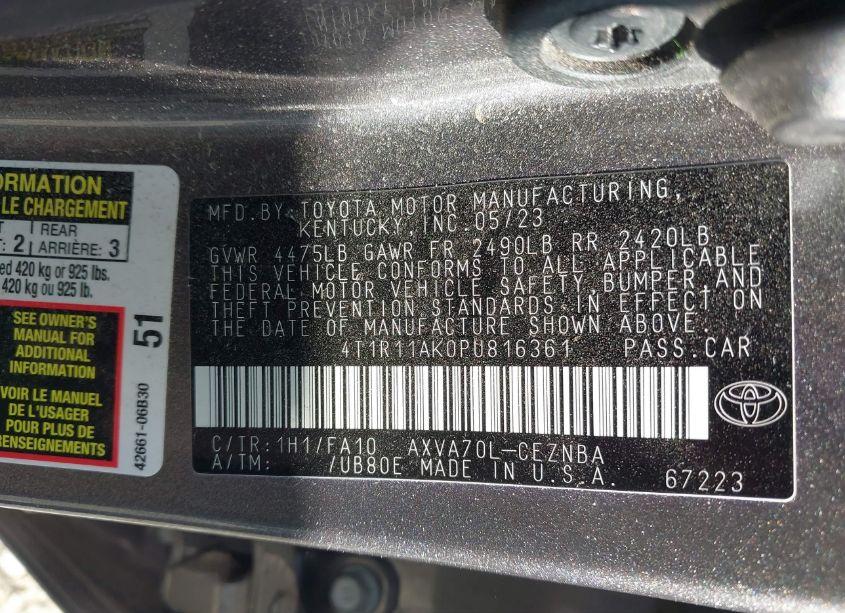 ORMATION
LE CHARGEMENT
REAR
: 2 ARRIÈRE: 3
ed 420 kg or 925 lbs.
420 kg ou 925 lb.
SEE OWNER'S
MANUAL FOR
ADDITIONAL
INFORMATION
VOIR LE MANUEL
DE L'USAGER
POUR PLUS DE
RENSEIGNEMENTS
51
42661-06B30
MFD.BY:TOYOTA MOTOR MANUFACTURING,
KENTUCKY, INC.05/23
GVWR 4475LB GAWR FR 2490LB RR 2420LB
THIS VEHICLE CONFORMS TO ALL APPLICABLE
FEDERAL MOTOR VEHICLE SAFETY,BUMPER,AND
THEFT PREVENTION STANDARDS IN EFFECT ON
THE DATE OF MANUFACTURE SHOWN ABOVE.
4T1R11AK0PU816361 PASS.CAR
C/TR:1H1/FA10 AXVA70L-CEZNBA
A/TM: /UB80E MADE IN U.S.A. 67223